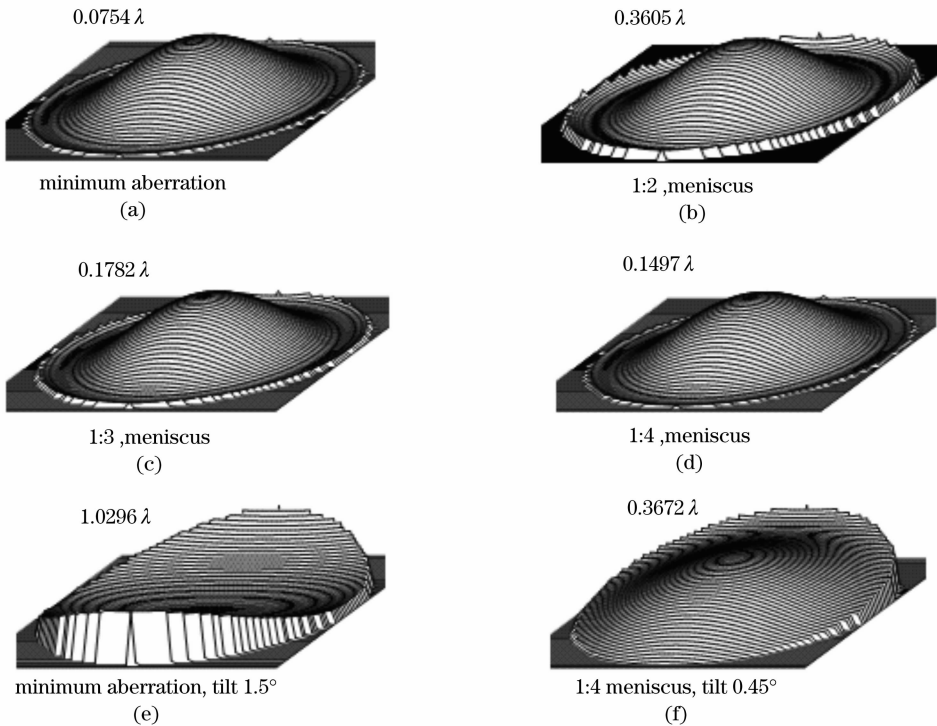 0.0754 λ
0.3605 λ
minimum aberration
(a)
1:2 ,meniscus
(b)
0.1782 λ
0.1497 λ
1:3 ,meniscus
(c)
1:4 ,meniscus
(d)
1.0296 λ
0.3672 λ
minimum aberration, tilt 1.5°
(e)
1:4 meniscus, tilt 0.45°
(f)